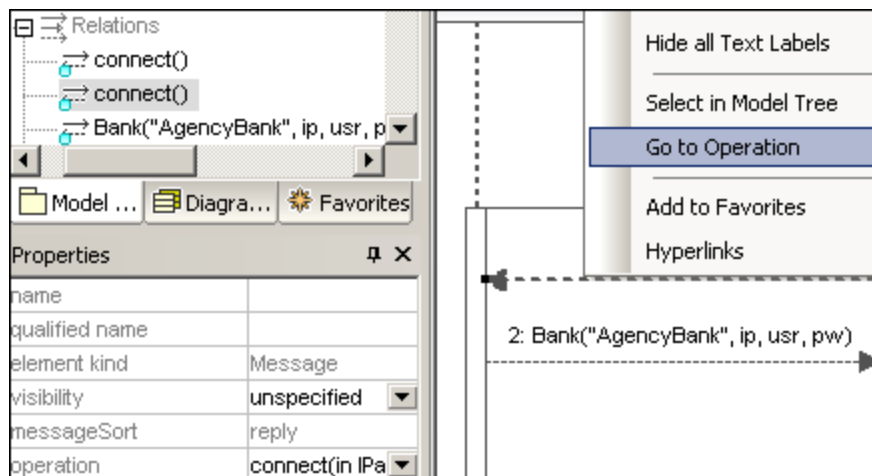 Relations
connect()
connect()
Bank("AgencyBank", ip, usr, p
Model ...
Diagra...
Favorites
Properties
name
qualified name
element kind Message
visibility unspecified
messageSort reply
operation connect(in IPa
Hide all Text Labels
Select in Model Tree
Go to Operation
Add to Favorites
Hyperlinks
2: Bank("AgencyBank", ip, usr, pw)